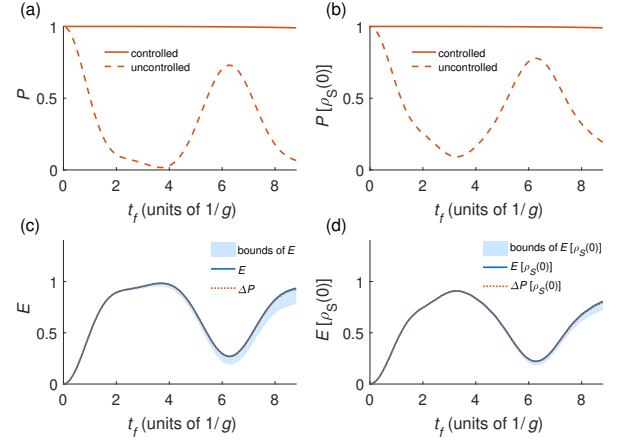 (a)
1
0.5
0
P
controlled
uncontrolled
0 2 4 6 8
t_f (units of 1/g)
(b)
1
0.5
0
P [ρ_S(0)]
controlled
uncontrolled
0 2 4 6 8
t_f (units of 1/g)
(c)
1
0.5
0
E
bounds of E
E
ΔP
0 2 4 6 8
t_f (units of 1/g)
(d)
1
0.5
0
E [ρ_S(0)]
bounds of E [ρ_S(0)]
E [ρ_S(0)]
ΔP [ρ_S(0)]
0 2 4 6 8
t_f (units of 1/g)